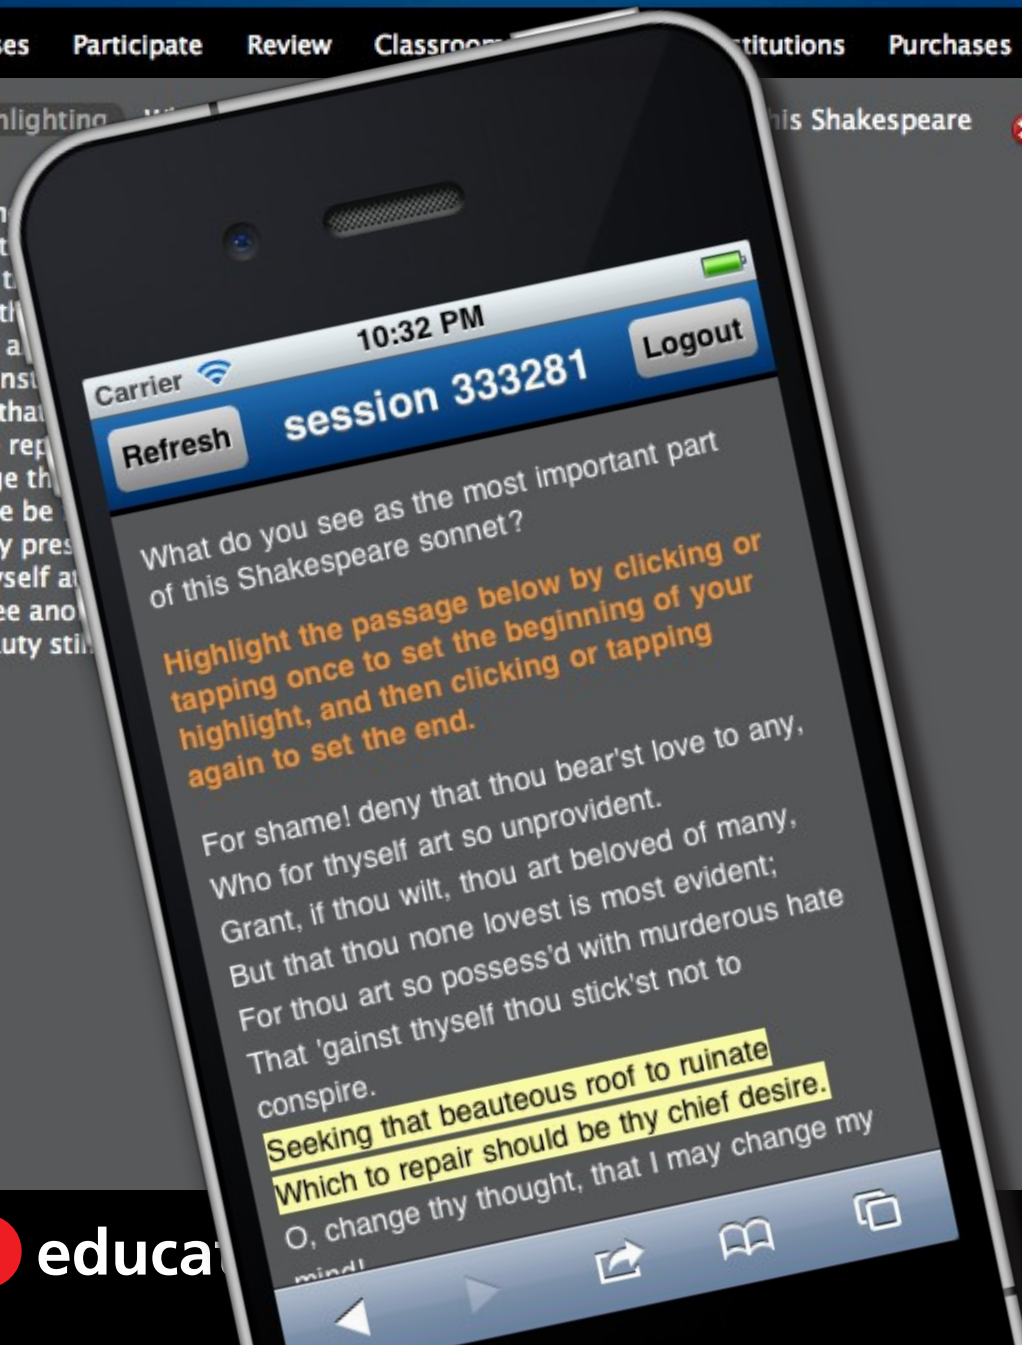 Participate Review
Purchases
Shakespeare
Carrier 10:32 PM
Refresh session 333281 Logout
What do you see as the most important part
of this Shakespeare sonnet?
Highlight the passage below by clicking or
tapping once to set the beginning of your
highlight, and then clicking or tapping
again to set the end.
For shame! deny that thou bear'st love to any,
Who for thyself art so unprovident.
Grant, if thou wilt, thou art beloved of many,
But that thou none lovest is most evident;
For thou art so possess'd with murderous hate
That 'gainst thyself thou stick'st not to
conspire.
Seeking that beauteous roof to ruinate
Which to repair should be thy chief desire.
O, change thy thought, that I may change my
mind!